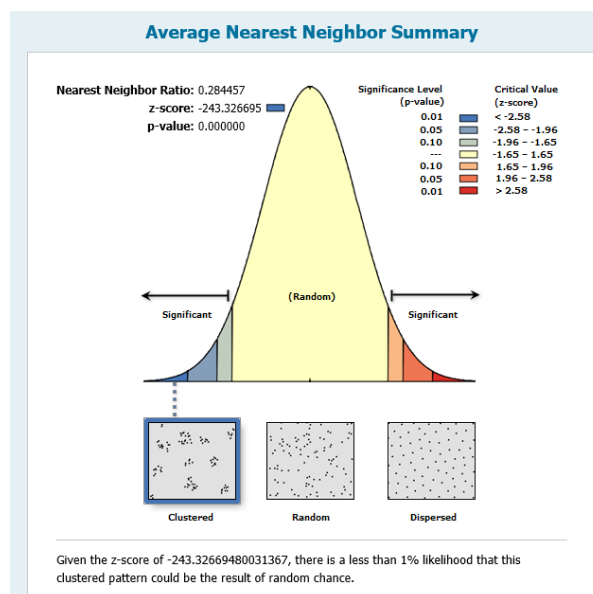 Average Nearest Neighbor Summary
Nearest Neighbor Ratio: 0.284457
z-score: -243.326695
p-value: 0.000000
Significance Level (p-value) Critical Value (z-score)
0.01 < -2.58
0.05 -2.58 – -1.96
0.10 -1.96 – -1.65
--- -1.65 – 1.65
0.10 1.65 – 1.96
0.05 1.96 – 2.58
0.01 > 2.58
(Random)
Significant Significant
Clustered Random Dispersed
Given the z-score of -243.32669480031367, there is a less than 1% likelihood that this
clustered pattern could be the result of random chance.